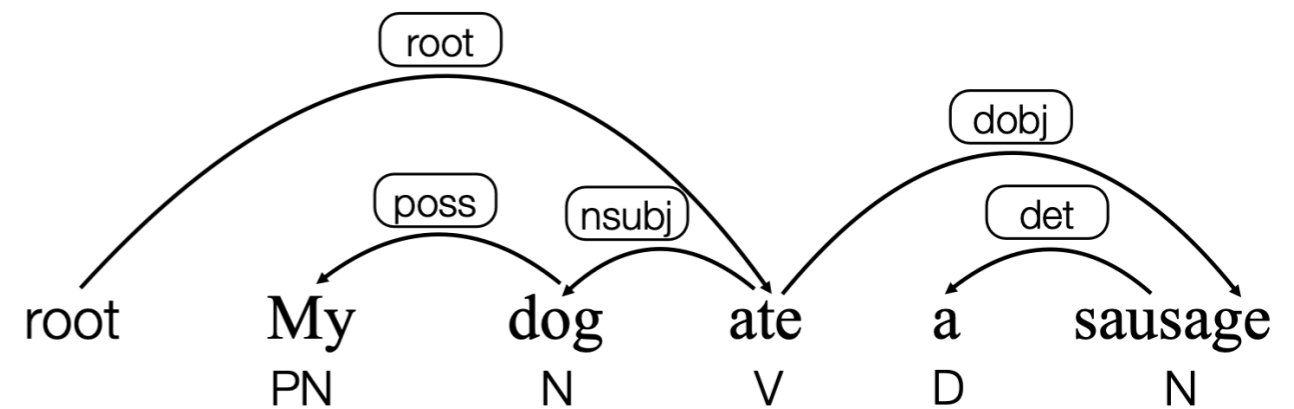 root
dobj
poss nsubj det
root My dog ate a sausage
PN N V D N